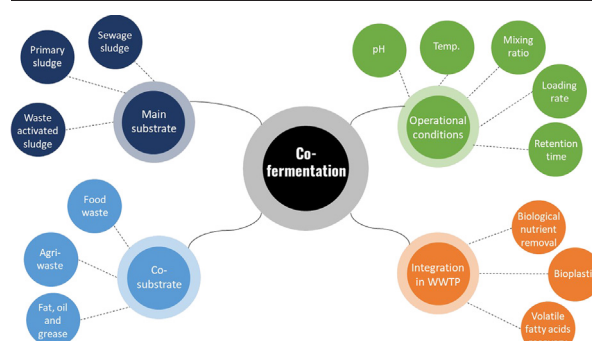 Sewage
sludge
Primary
sludge
Waste
activated
sludge
Main
substrate
pH
Temp.
Mixing
ratio
Loading
rate
Retention
time
Operational
conditions
Co-
fermentation
Food
waste
Agri-
waste
Fat, oil
and
grease
Co-
substrate
Integration
in WWTP
Biological
nutrient
removal
Bioplasti
Volatile
fatty acids